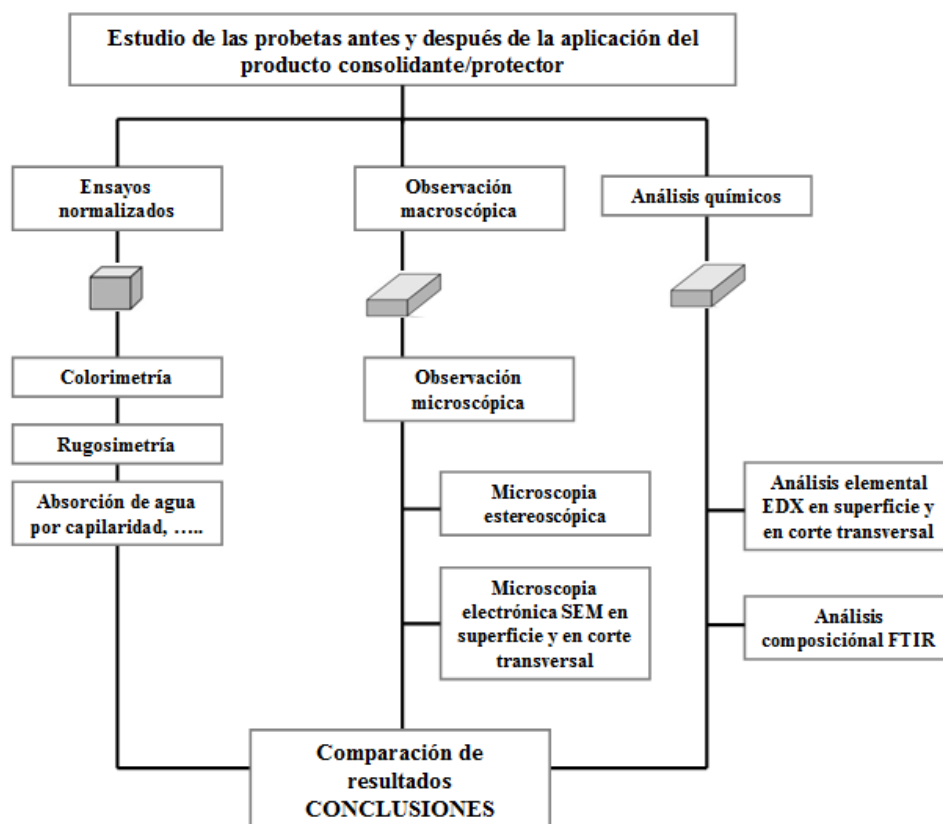 Estudio de las probetas antes y después de la aplicación del
producto consolidante/protector
Ensayos
normalizados
Observación
macroscópica
Análisis químicos
Colorimetría
Observación
microscópica
Rugosimetría
Absorción de agua
por capilaridad, …..
Microscopia
estereoscópica
Análisis elemental
EDX en superficie y
en corte transversal
Microscopia
electrónica SEM en
superficie y en corte
transversal
Análisis
composiciónal FTIR
Comparación de
resultados
CONCLUSIONES